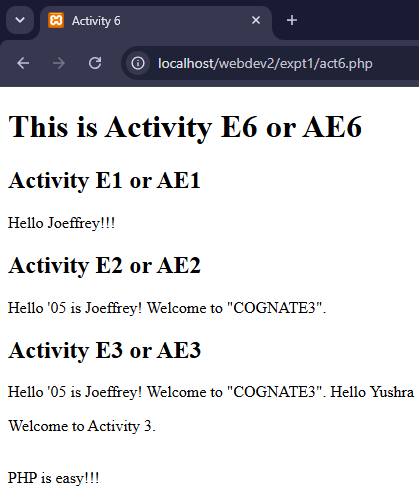 Activity 6
localhost/webdev2/expt1/act6.php
This is Activity E6 or AE6
Activity E1 or AE1
Hello Joeffrey!!!
Activity E2 or AE2
Hello '05 is Joeffrey! Welcome to "COGNATE3".
Activity E3 or AE3
Hello '05 is Joeffrey! Welcome to "COGNATE3". Hello Yushra
Welcome to Activity 3.
PHP is easy!!!